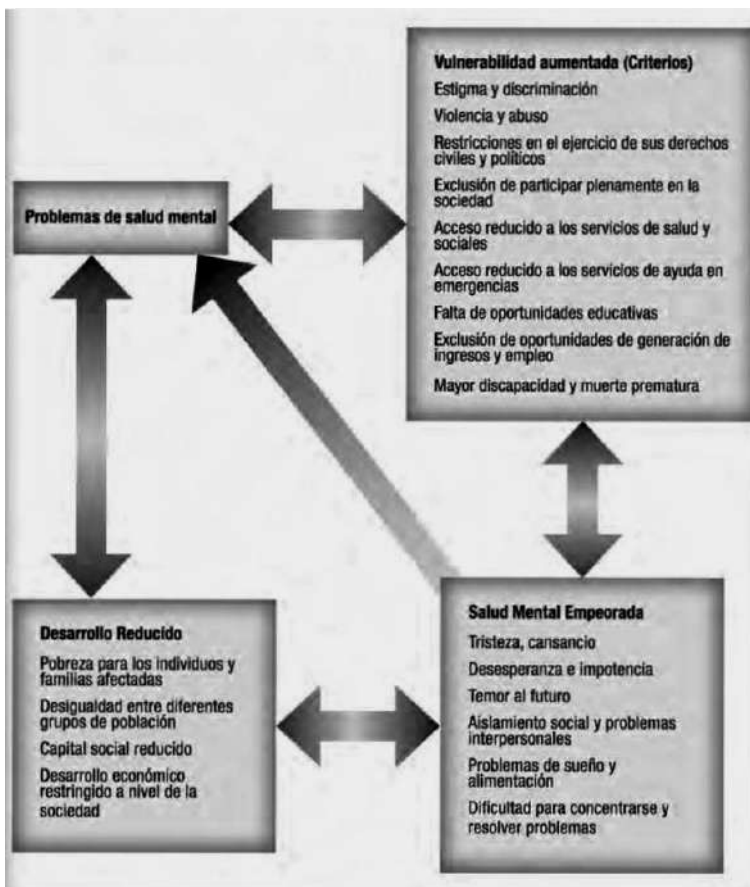 Problemas de salud mental
Vulnerabilidad aumentada (Criterios)
Estigma y discriminación
Violencia y abuso
Restricciones en el ejercicio de sus derechos
civiles y políticos
Exclusión de participar plenamente en la
sociedad
Acceso reducido a los servicios de salud y
sociales
Acceso reducido a los servicios de ayuda en
emergencias
Falta de oportunidades educativas
Exclusión de oportunidades de generación de
ingresos y empleo
Mayor discapacidad y muerte prematura
Desarrollo Reducido
Pobreza para los individuos y
familias afectadas
Desigualdad entre diferentes
grupos de población
Capital social reducido
Desarrollo económico
restringido a nivel de la
sociedad
Salud Mental Empeorada
Tristeza, cansancio
Desesperanza e impotencia
Temor al futuro
Aislamiento social y problemas
interpersonales
Problemas de sueño y
alimentación
Dificultad para concentrarse y
resolver problemas